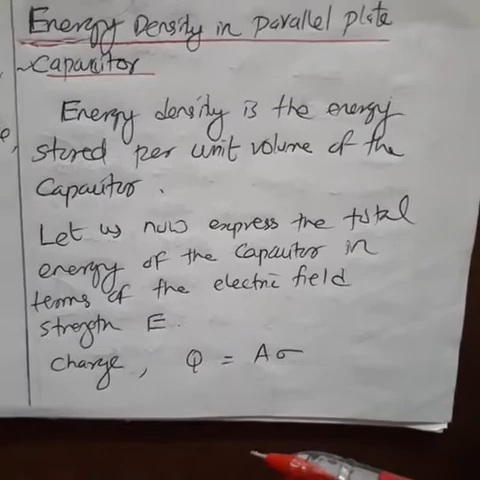 Energy Density in parallel plate
Capacitor
Energy density is the energy
stored per unit volume of the
Capacitor.
Let us now express the total
energy of the Capacitor in
terms of the electric field
strength E.
Charge, Q = Aσ